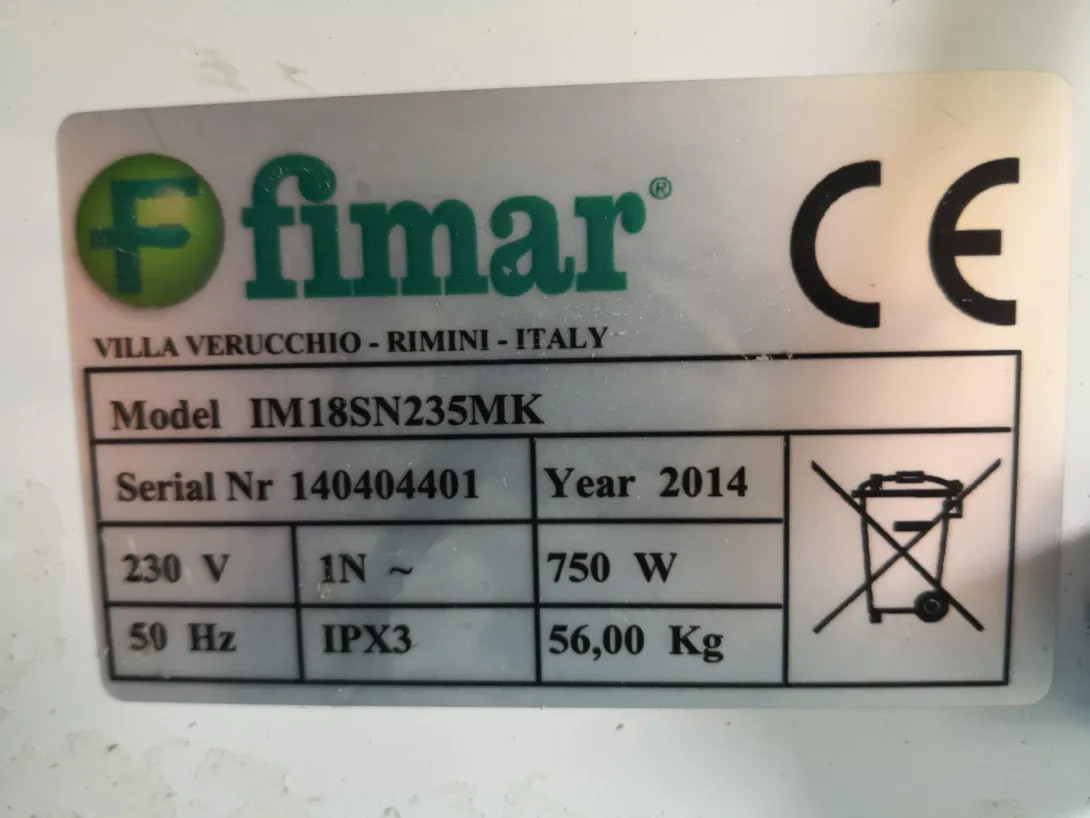 F fimar®
CE
VILLA VERUCCHIO - RIMINI - ITALY
Model IM18SN235MK
Serial Nr 140404401 Year 2014
230 V 1N ~ 750 W
50 Hz IPX3 56,00 Kg